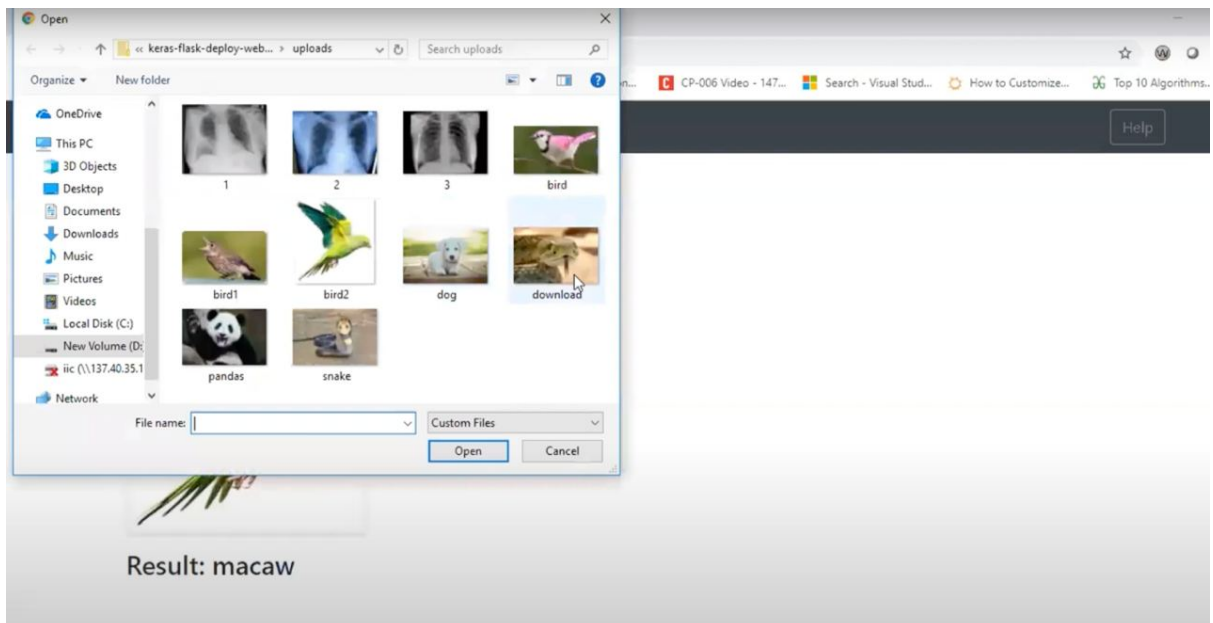 Open
« keras-flask-deploy-web... › uploads
Search uploads
Organize
New folder
n...
CP-006 Video - 147...
Search - Visual Stud...
How to Customize...
Top 10 Algorithms..
Help
OneDrive
This PC
3D Objects
Desktop
Documents
Downloads
Music
Pictures
Videos
Local Disk (C:)
New Volume (D:
iic (\\137.40.35.1
Network
1
2
3
bird
bird1
bird2
dog
download
pandas
snake
File name:
Custom Files
Open
Cancel
Result: macaw